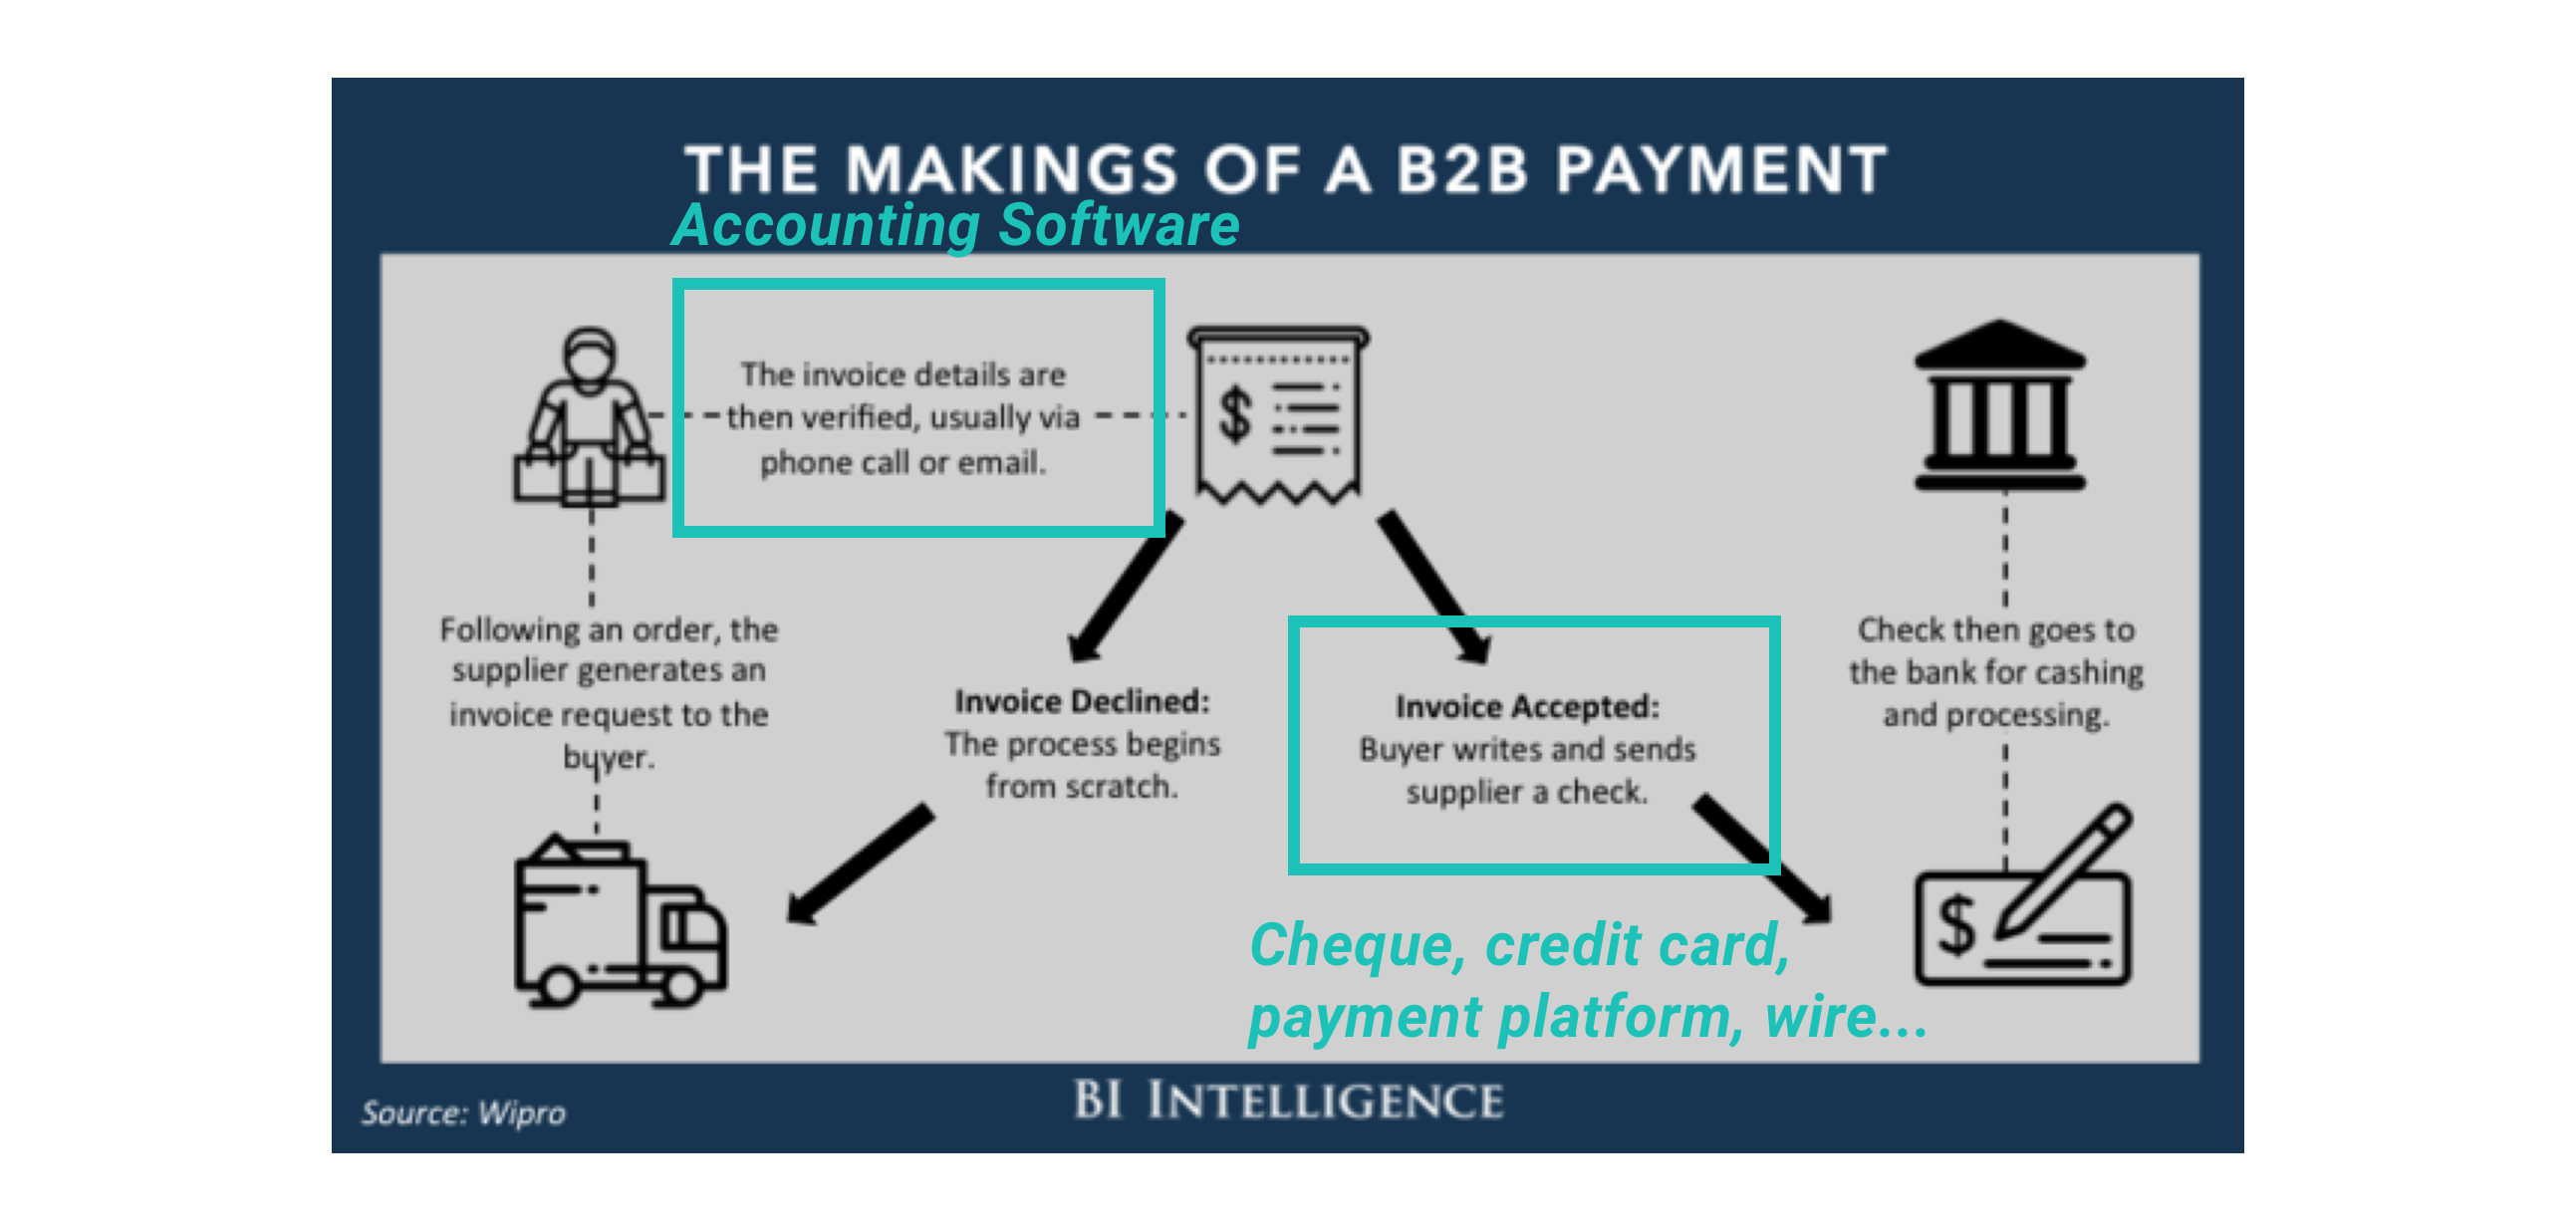 THE MAKINGS OF A B2B PAYMENT
Accounting Software
The invoice details are
then verified, usually via
phone call or email.
$
Following an order, the
supplier generates an
invoice request to the
buyer.
Invoice Declined:
The process begins
from scratch.
Invoice Accepted:
Buyer writes and sends
supplier a check.
Check then goes to
the bank for cashing
and processing.
$
Cheque, credit card,
payment platform, wire...
BI INTELLIGENCE
Source: Wipro